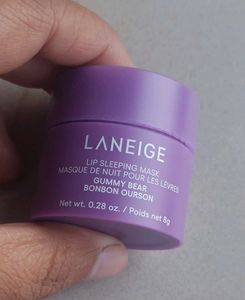 LANEIGE
LIP SLEEPING MASK
MASQUE DE NUIT POUR LES LÈVRES
GUMMY BEAR
BONBON OURSON
Net wt. 0.28 oz. / Poids net 8g